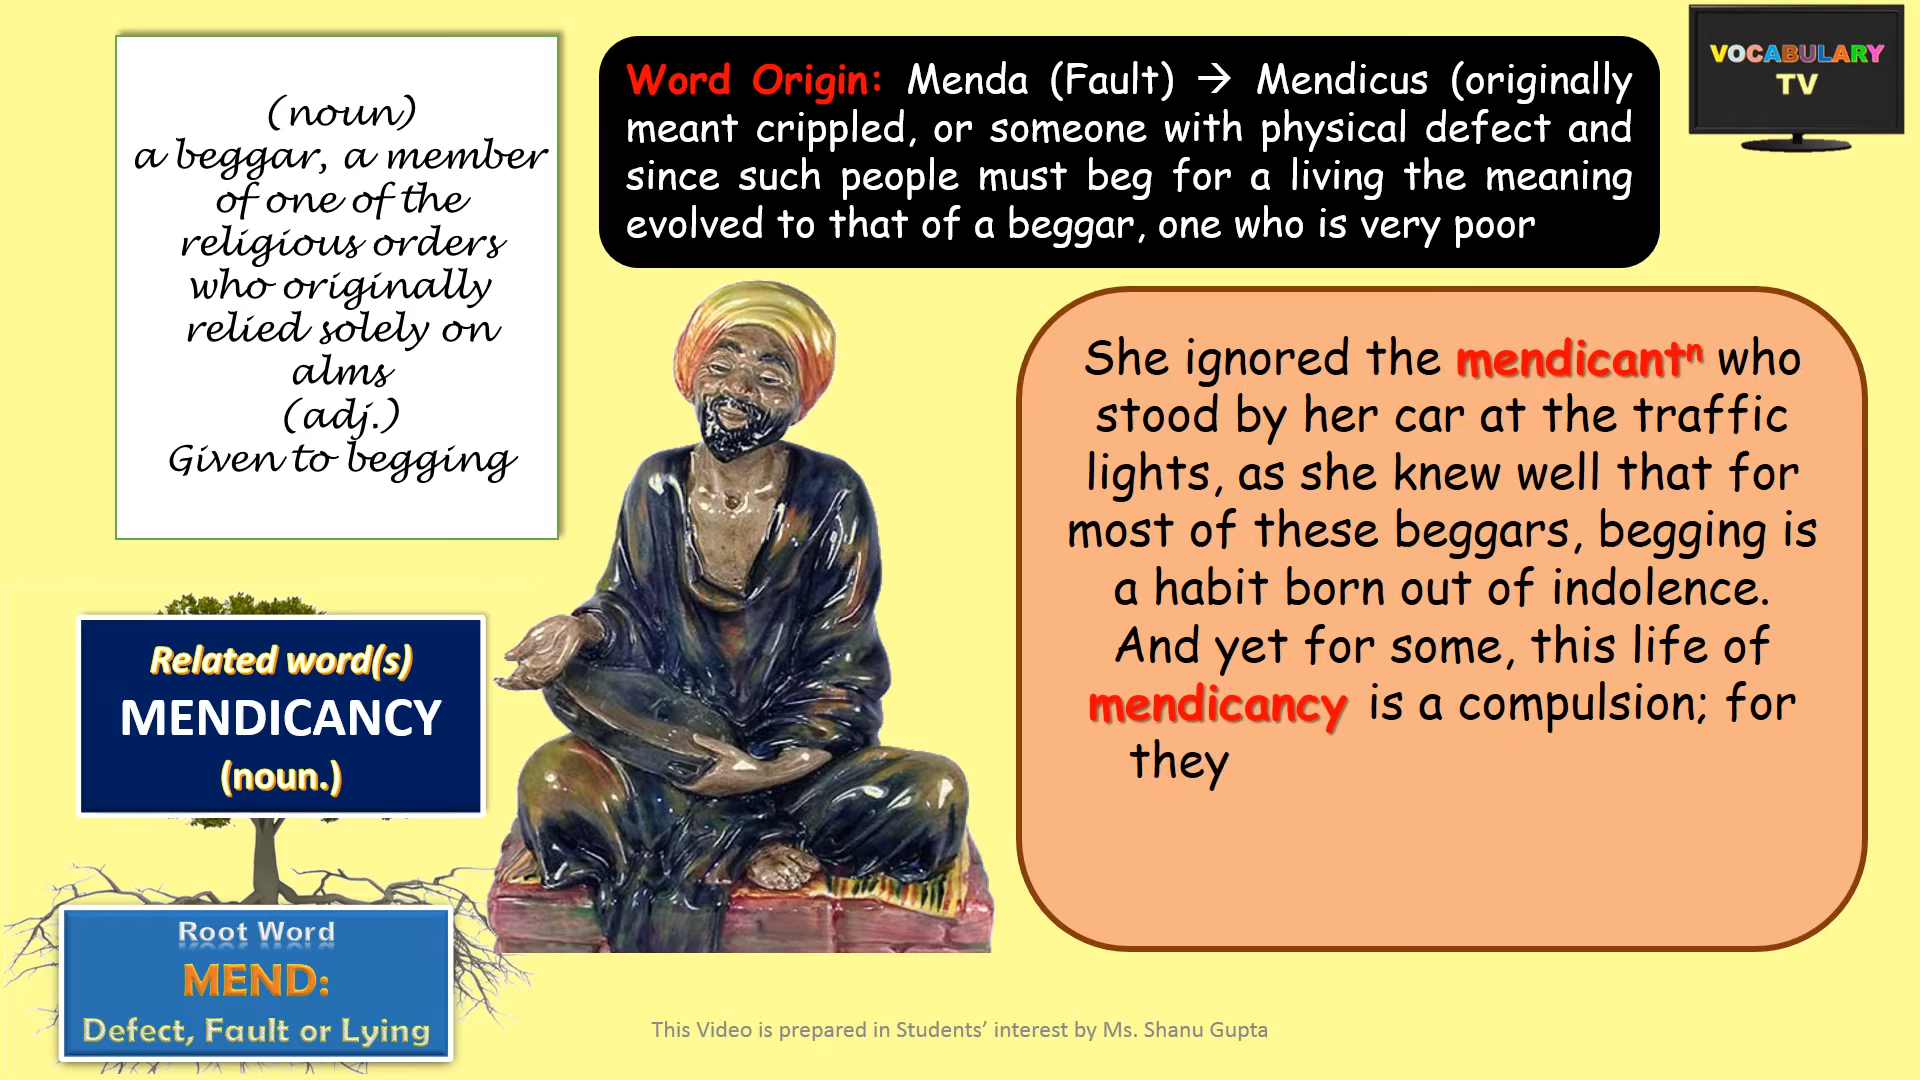 (noun)
a beggar, a member
of one of the
religious orders
who originally
relied solely on
alms
(adj.)
Given to begging
Word Origin: Menda (Fault) → Mendicus (originally
meant crippled, or someone with physical defect and
since such people must beg for a living the meaning
evolved to that of a beggar, one who is very poor
VOCABULARY
TV
She ignored the mendicantⁿ who
stood by her car at the traffic
lights, as she knew well that for
most of these beggars, begging is
a habit born out of indolence.
And yet for some, this life of
mendicancy is a compulsion; for
they
Related word(s)
MENDICANCY
(noun.)
Root Word
MEND:
Defect, Fault or Lying
This Video is prepared in Students’ interest by Ms. Shanu Gupta